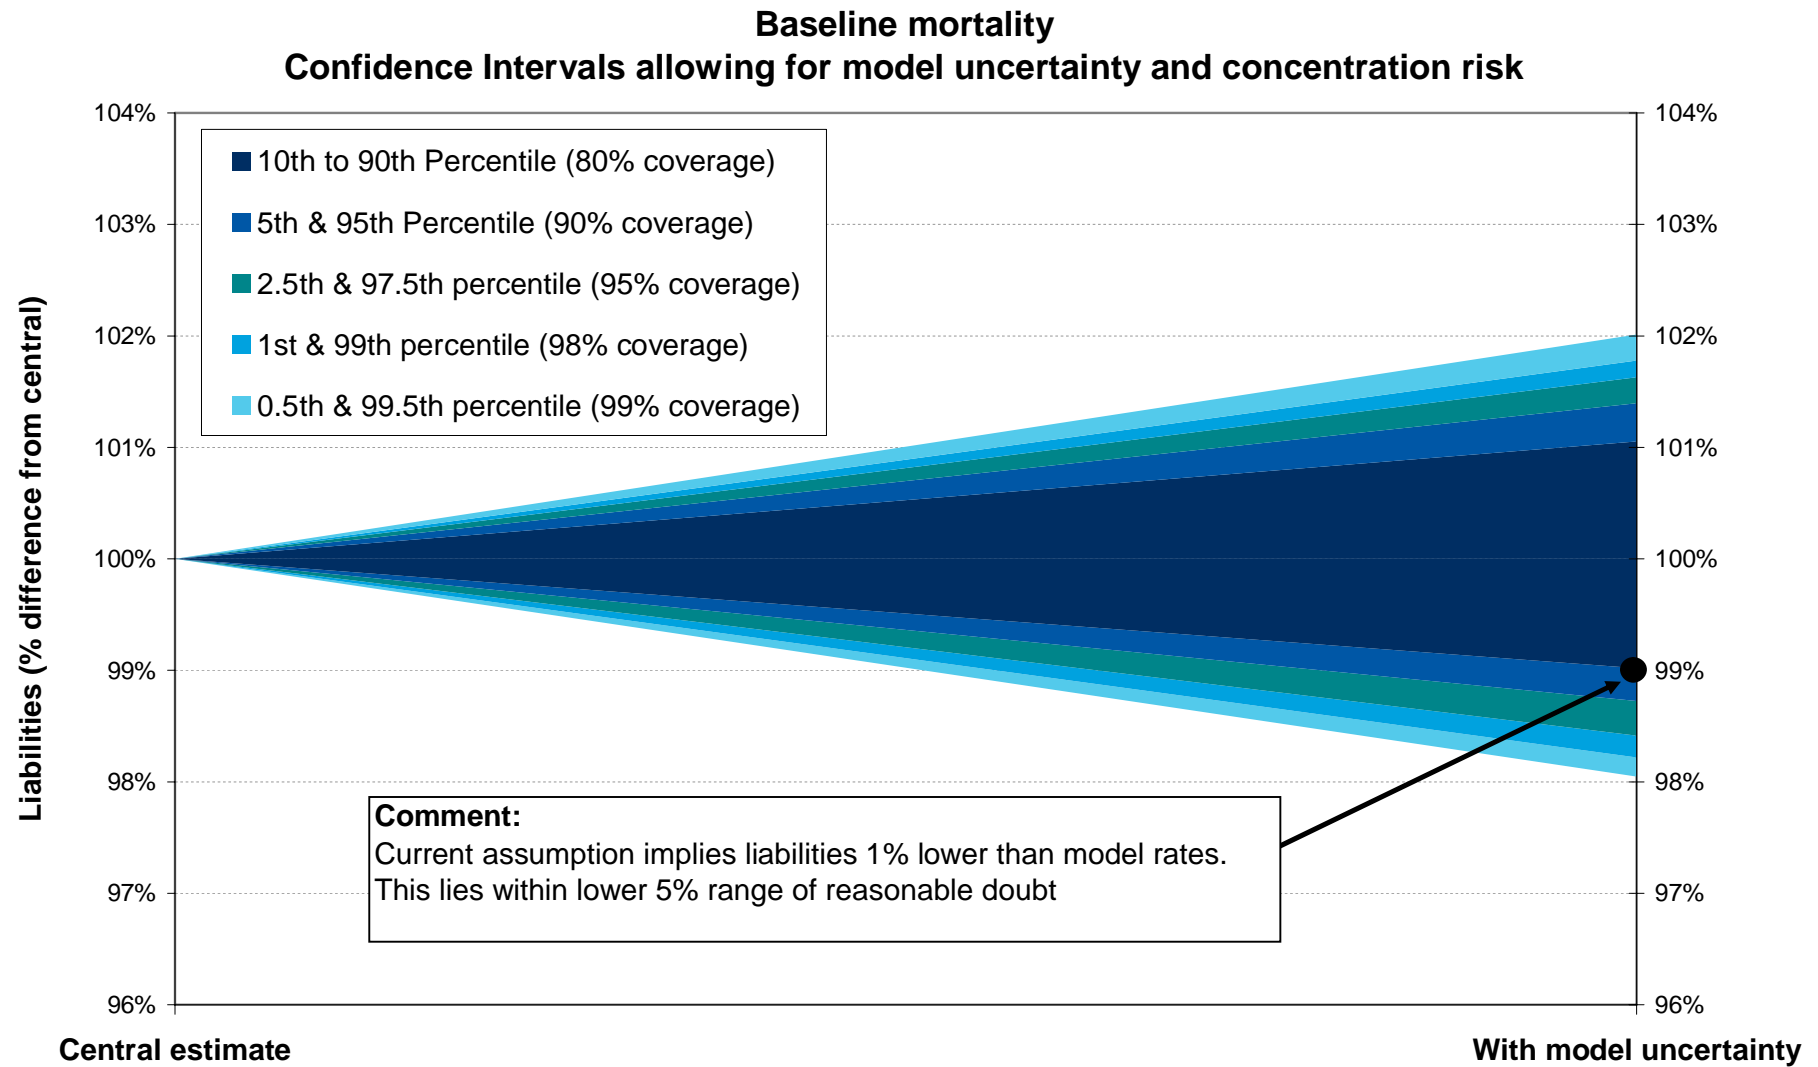 Baseline mortality
Confidence Intervals allowing for model uncertainty and concentration risk
Liabilities (% difference from central)
104%
103%
102%
101%
100%
99%
98%
97%
96%
10th to 90th Percentile (80% coverage)
5th & 95th Percentile (90% coverage)
2.5th & 97.5th percentile (95% coverage)
1st & 99th percentile (98% coverage)
0.5th & 99.5th percentile (99% coverage)
104%
103%
102%
101%
100%
99%
98%
97%
96%
Comment:
Current assumption implies liabilities 1% lower than model rates.
This lies within lower 5% range of reasonable doubt
Central estimate
With model uncertainty